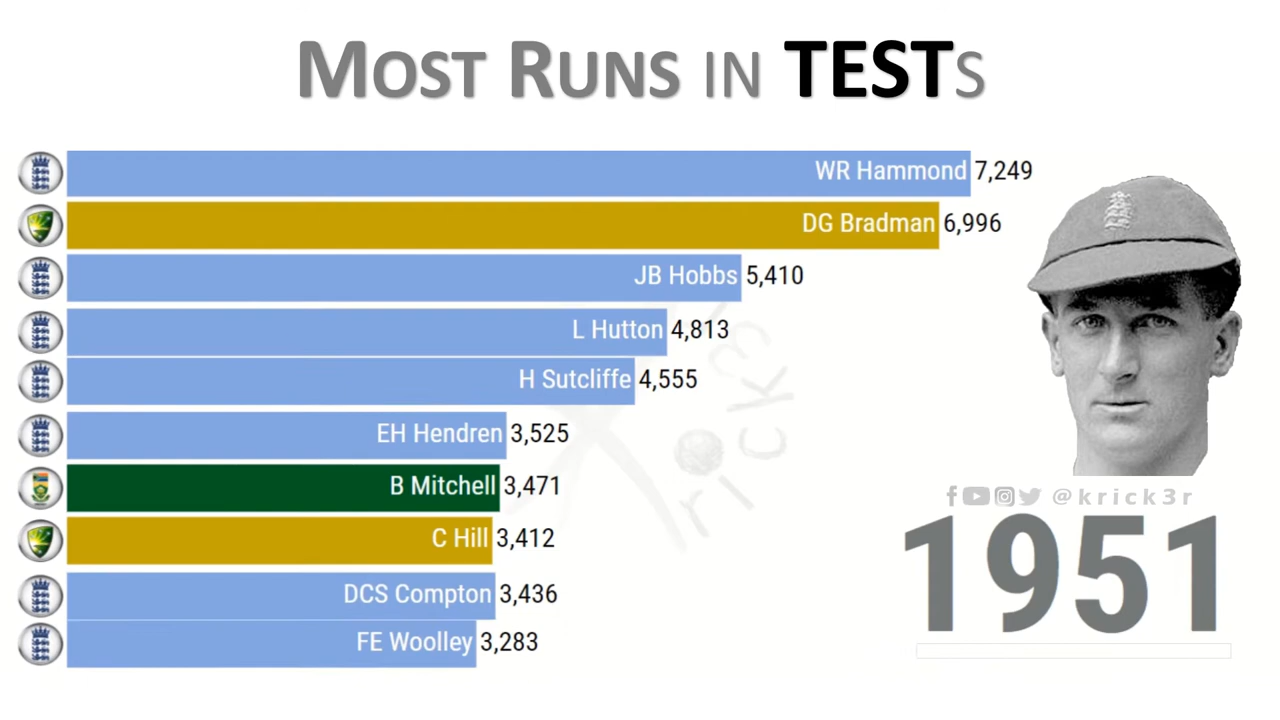 MOST RUNS IN TESTS
WR Hammond 7,249
DG Bradman 6,996
JB Hobbs 5,410
L Hutton 4,813
H Sutcliffe 4,555
EH Hendren 3,525
B Mitchell 3,471
C Hill 3,412
DCS Compton 3,436
FE Woolley 3,283
krick3r
@krick3r
1951